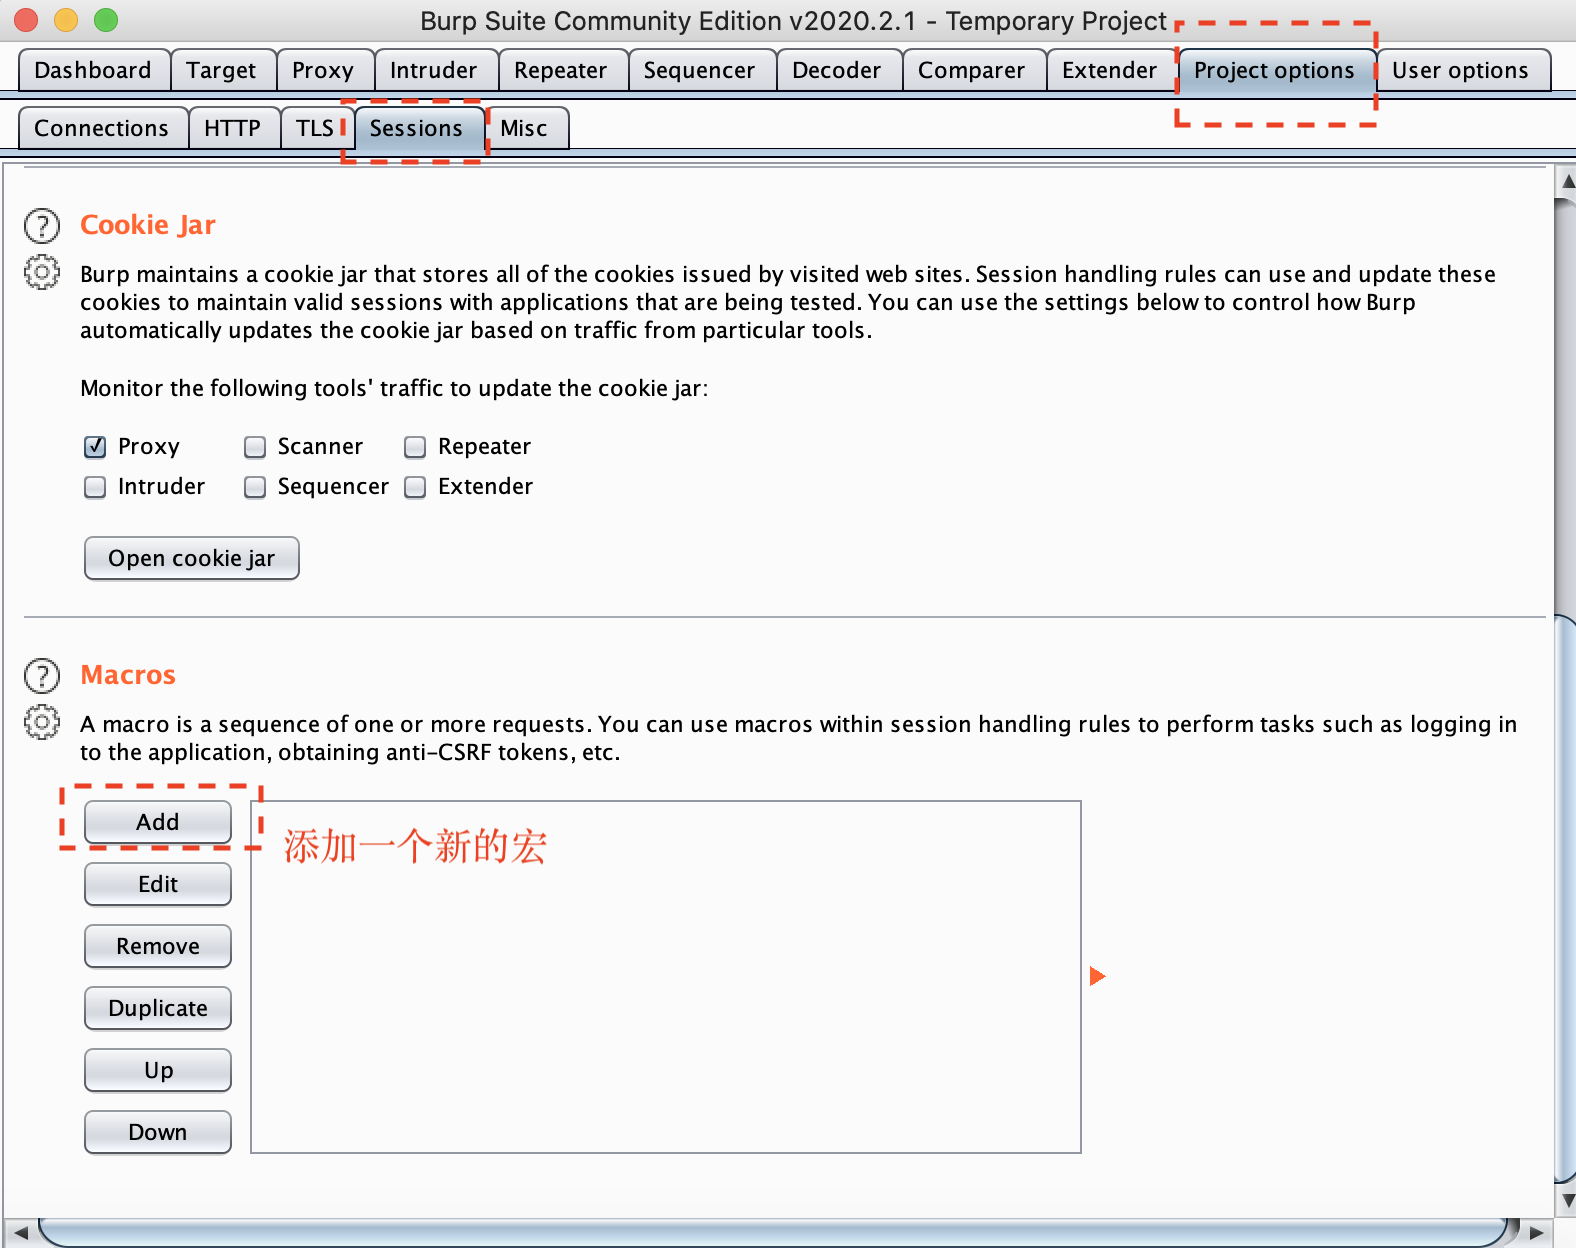 Burp Suite Community Edition v2020.2.1 - Temporary Project
Dashboard Target Proxy Intruder Repeater Sequencer Decoder Comparer Extender Project options User options
Connections HTTP TLS Sessions Misc
? Cookie Jar
Burp maintains a cookie jar that stores all of the cookies issued by visited web sites. Session handling rules can use and update these
cookies to maintain valid sessions with applications that are being tested. You can use the settings below to control how Burp
automatically updates the cookie jar based on traffic from particular tools.
Monitor the following tools' traffic to update the cookie jar:
Proxy Scanner Repeater
Intruder Sequencer Extender
Open cookie jar
? Macros
A macro is a sequence of one or more requests. You can use macros within session handling rules to perform tasks such as logging in
to the application, obtaining anti-CSRF tokens, etc.
Add
添加一个新的宏
Edit
Remove
Duplicate
Up
Down